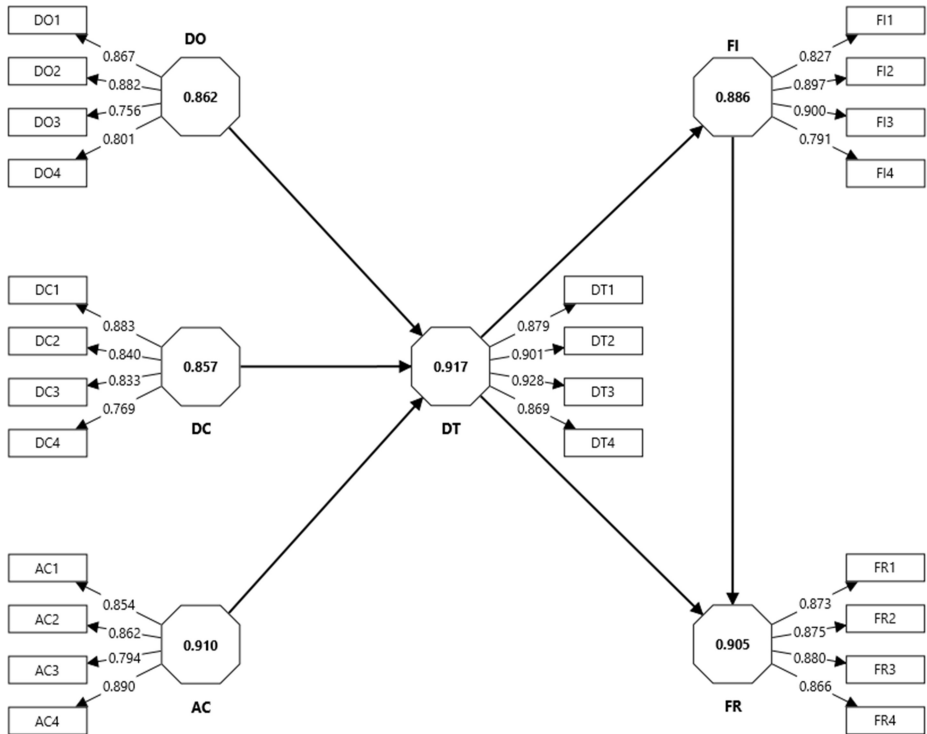 DO1
DO2
DO3
DO4
0.867
0.882
0.756
0.801
DO
0.862
FI
0.886
0.827
0.897
0.900
0.791
FI1
FI2
FI3
FI4
DC1
DC2
DC3
DC4
0.883
0.840
0.833
0.769
0.857
DC
0.917
DT
0.879
0.901
0.928
0.869
DT1
DT2
DT3
DT4
AC1
AC2
AC3
AC4
0.854
0.862
0.794
0.890
0.910
AC
0.905
FR
0.873
0.875
0.880
0.866
FR1
FR2
FR3
FR4